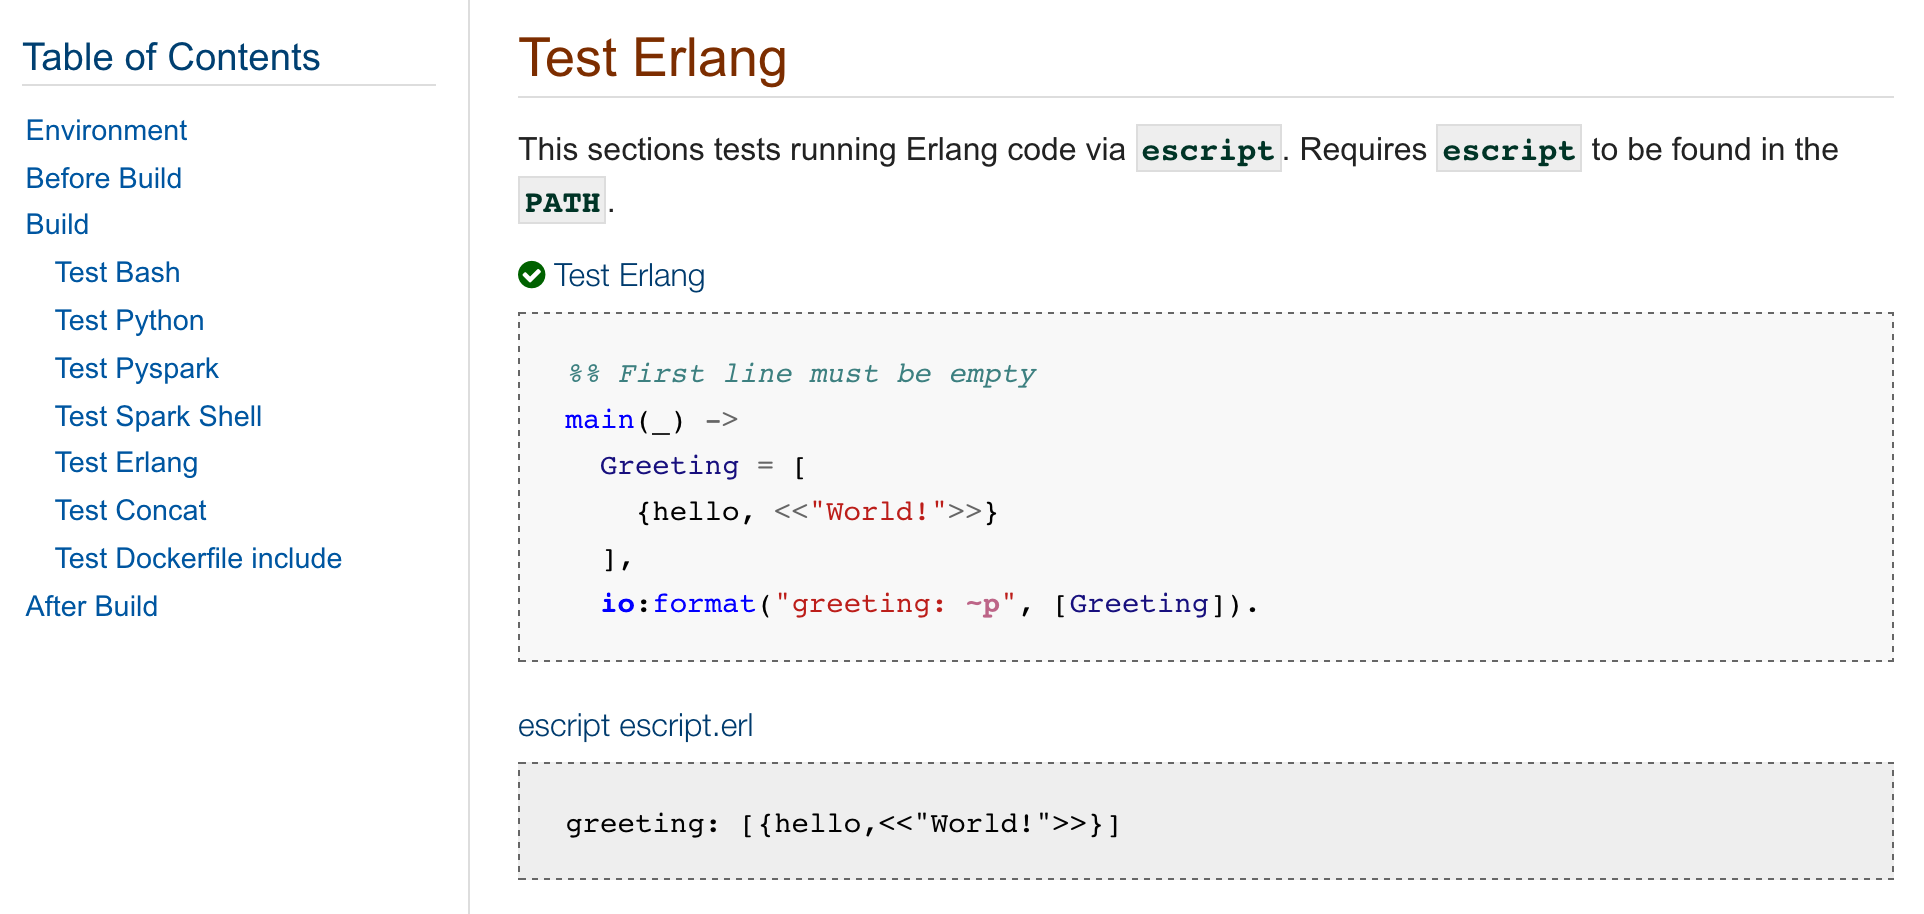 Table of Contents
Environment
Before Build
Build
Test Bash
Test Python
Test Pyspark
Test Spark Shell
Test Erlang
Test Concat
Test Dockerfile include
After Build
Test Erlang
This sections tests running Erlang code via escript. Requires escript to be found in the
PATH.
Test Erlang
%% First line must be empty
main(_) ->
  Greeting = [
    {hello, <<"World!">>}
  ],
  io:format("greeting: ~p", [Greeting]).
escript escript.erl
greeting: [{hello,<<"World!">>}]